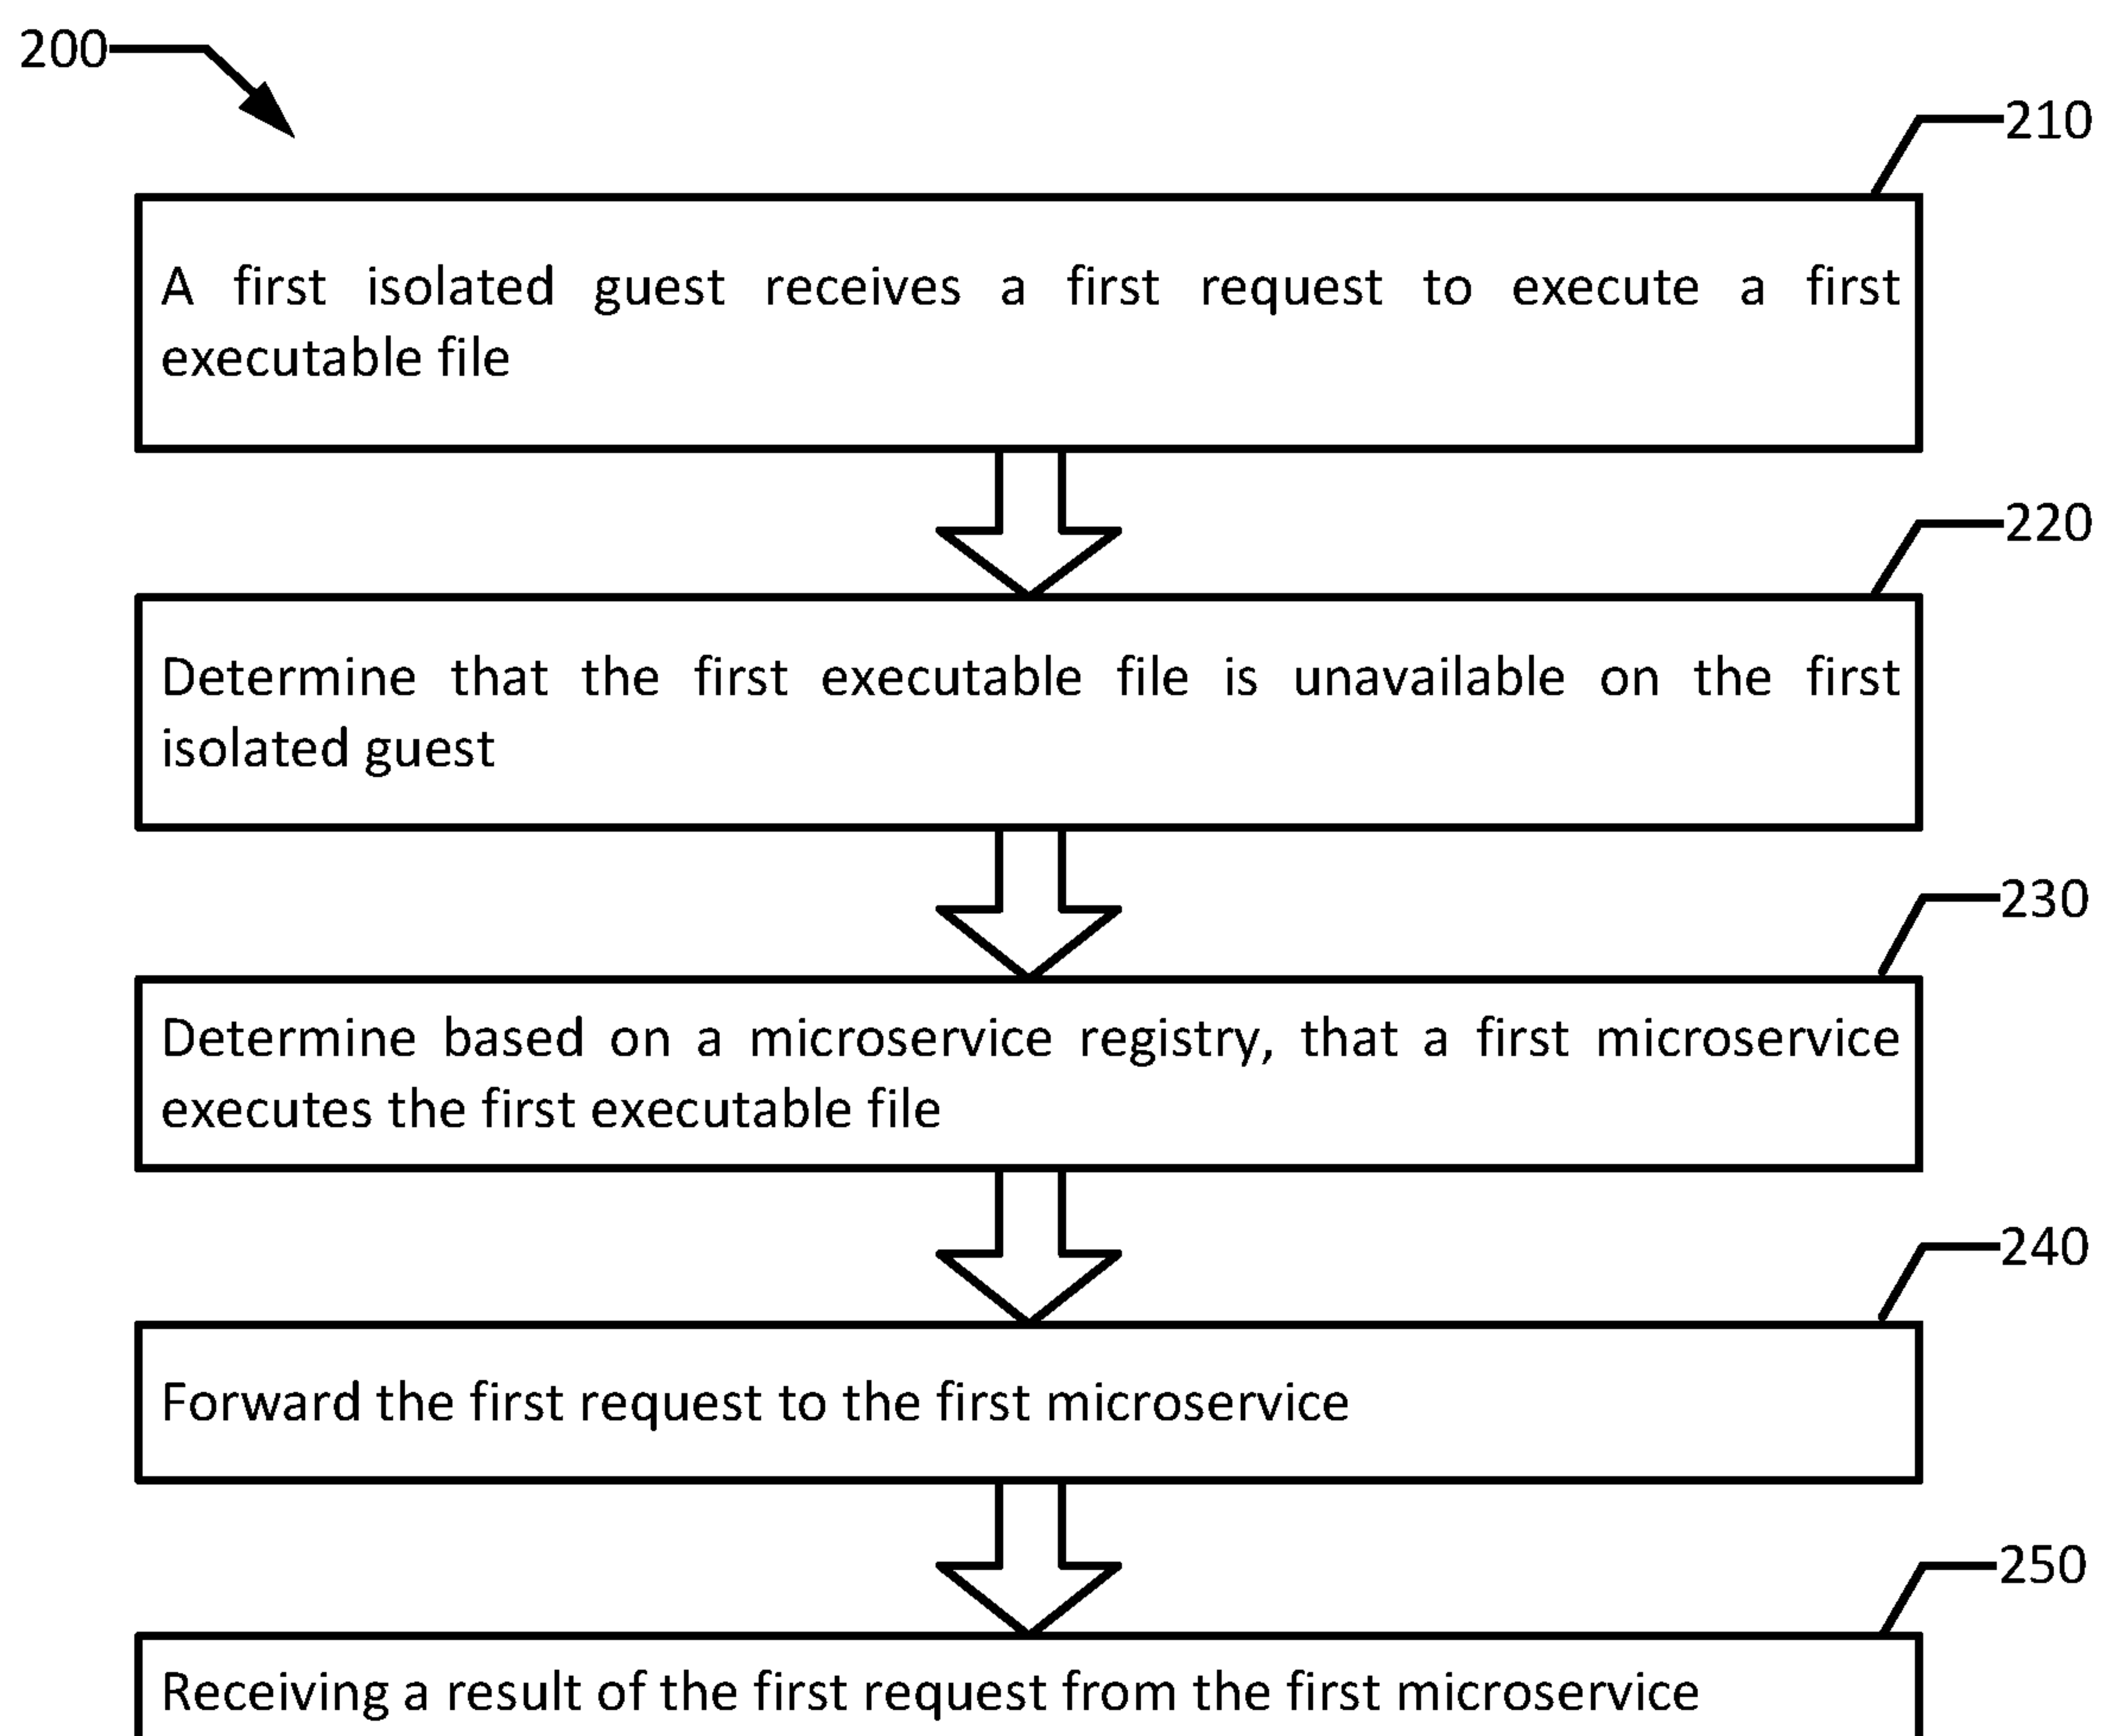 200
210
A first isolated guest receives a first request to execute a first
executable file
220
Determine that the first executable file is unavailable on the first
isolated guest
230
Determine based on a microservice registry, that a first microservice
executes the first executable file
240
Forward the first request to the first microservice
250
Receiving a result of the first request from the first microservice